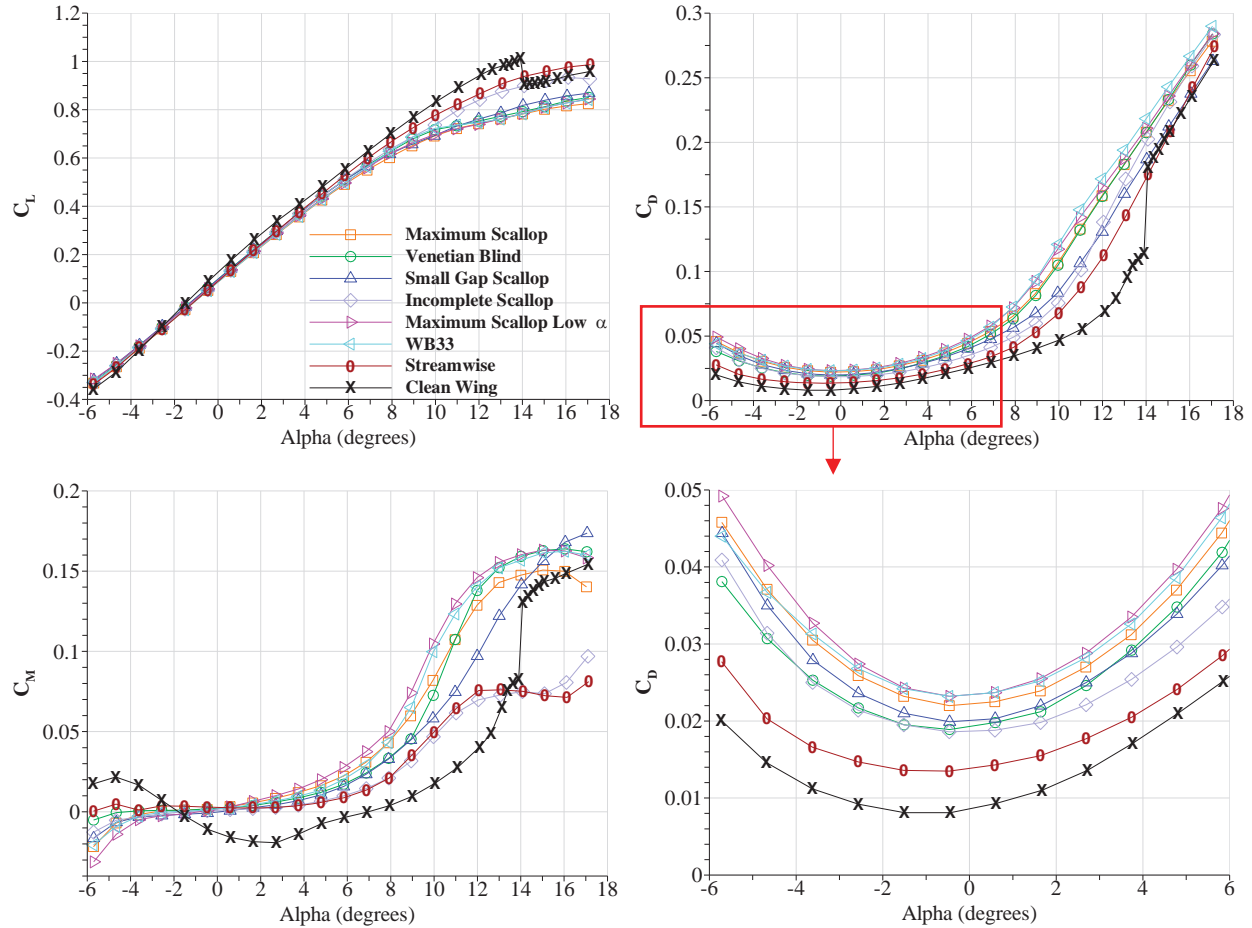 1.2
1
0.8
0.6
0.4
0.2
0
-0.2
-0.4
C_L
-6 -4 -2 0 2 4 6 8 10 12 14 16 18
Alpha (degrees)
Maximum Scallop
Venetian Blind
Small Gap Scallop
Incomplete Scallop
Maximum Scallop Low α
WB33
Streamwise
Clean Wing
0.3
0.25
0.2
0.15
0.1
0.05
0
C_D
-6 -4 -2 0 2 4 6 8 10 12 14 16 18
Alpha (degrees)
0.2
0.15
0.1
0.05
0
C_M
-6 -4 -2 0 2 4 6 8 10 12 14 16 18
Alpha (degrees)
0.05
0.04
0.03
0.02
0.01
0
C_D
-6 -4 -2 0 2 4 6
Alpha (degrees)